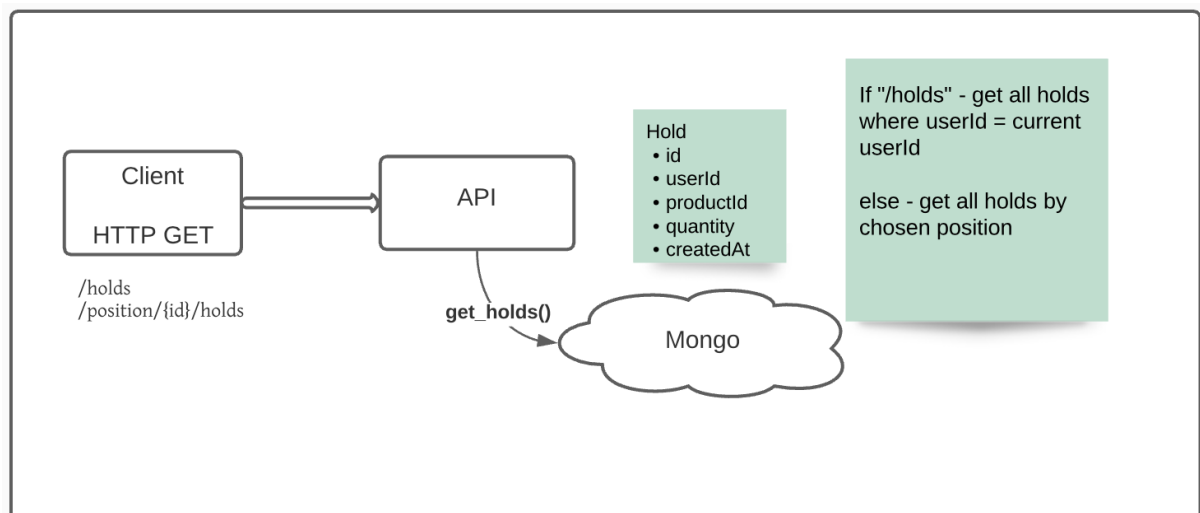 Client
HTTP GET
/holds
/position/{id}/holds
API
get_holds()
Mongo
Hold
• id
• userId
• productId
• quantity
• createdAt
If "/holds" - get all holds
where userId = current
userId
else - get all holds by
chosen position